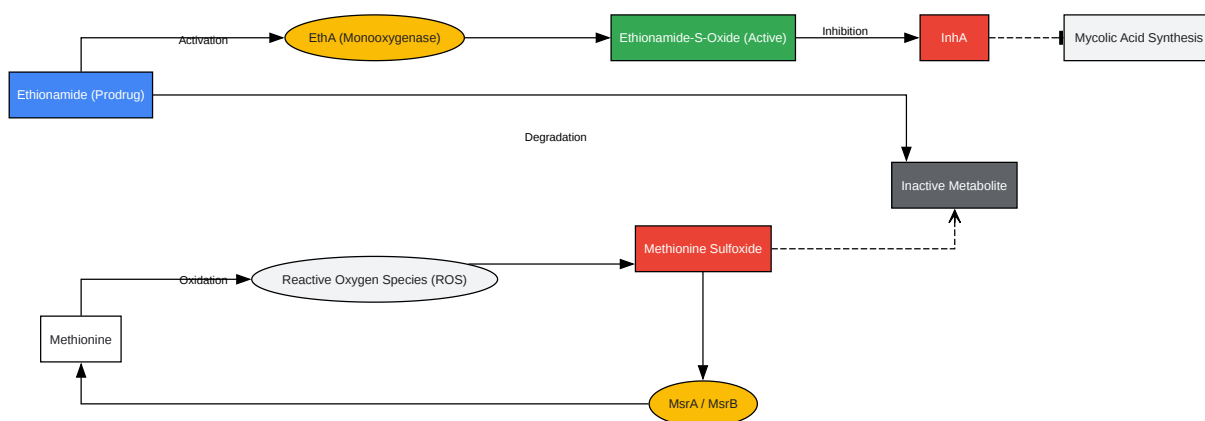 Activation
EthA (Monooxygenase)
Ethionamide-S-Oxide (Active)
Inhibition
InhA
Mycolic Acid Synthesis
Ethionamide (Prodrug)
Degradation
Inactive Metabolite
Methionine Sulfoxide
Oxidation
Reactive Oxygen Species (ROS)
Methionine
MsrA / MsrB